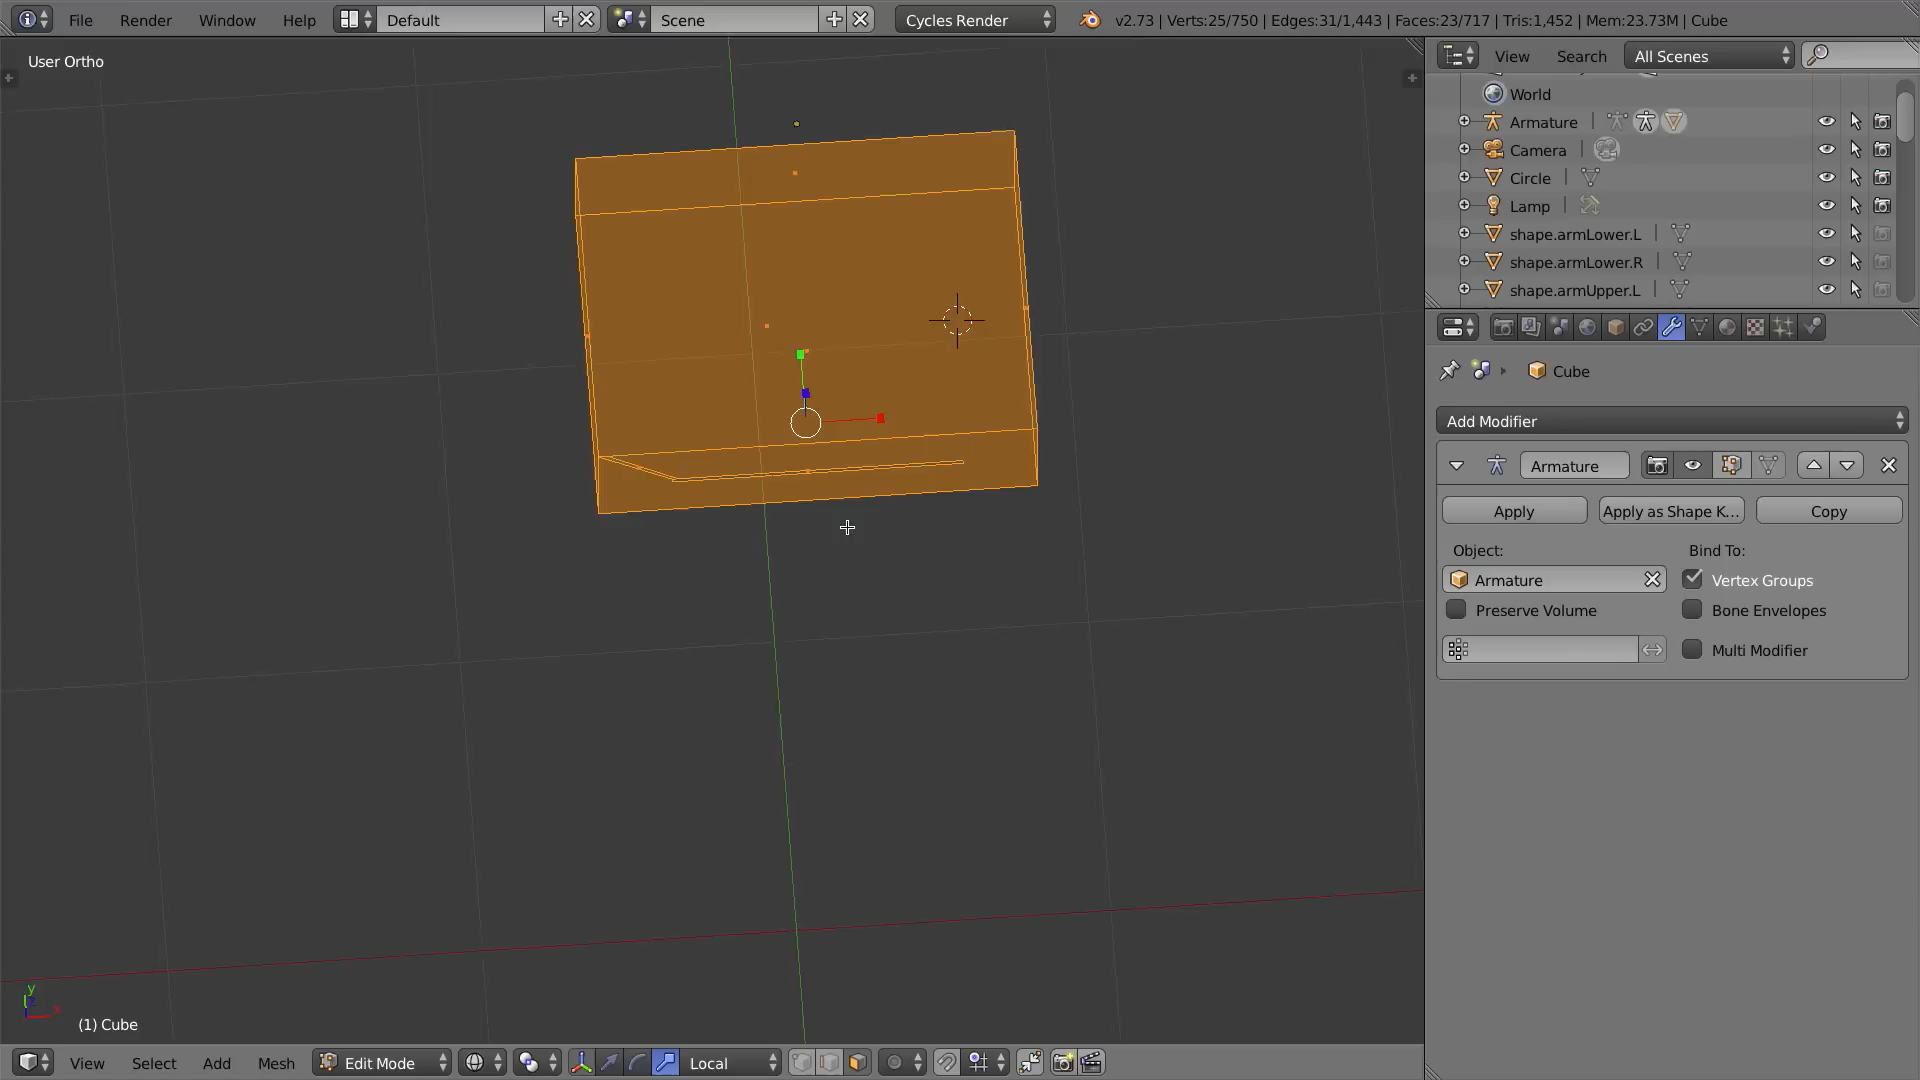 File Render Window Help Default Scene Cycles Render v2.73 | Verts:25/750 | Edges:31/1,443 | Faces:23/717 | Tris:1,452 | Mem:23.73M | Cube
User Ortho
View Search All Scenes
World
Armature
Camera
Circle
Lamp
shape.armLower.L
shape.armLower.R
shape.armUpper.L
Cube
Add Modifier
Armature
Apply Apply as Shape K... Copy
Object: Bind To:
Armature Vertex Groups
Preserve Volume Bone Envelopes
Multi Modifier
y
z x
(1) Cube
View Select Add Mesh Edit Mode Local